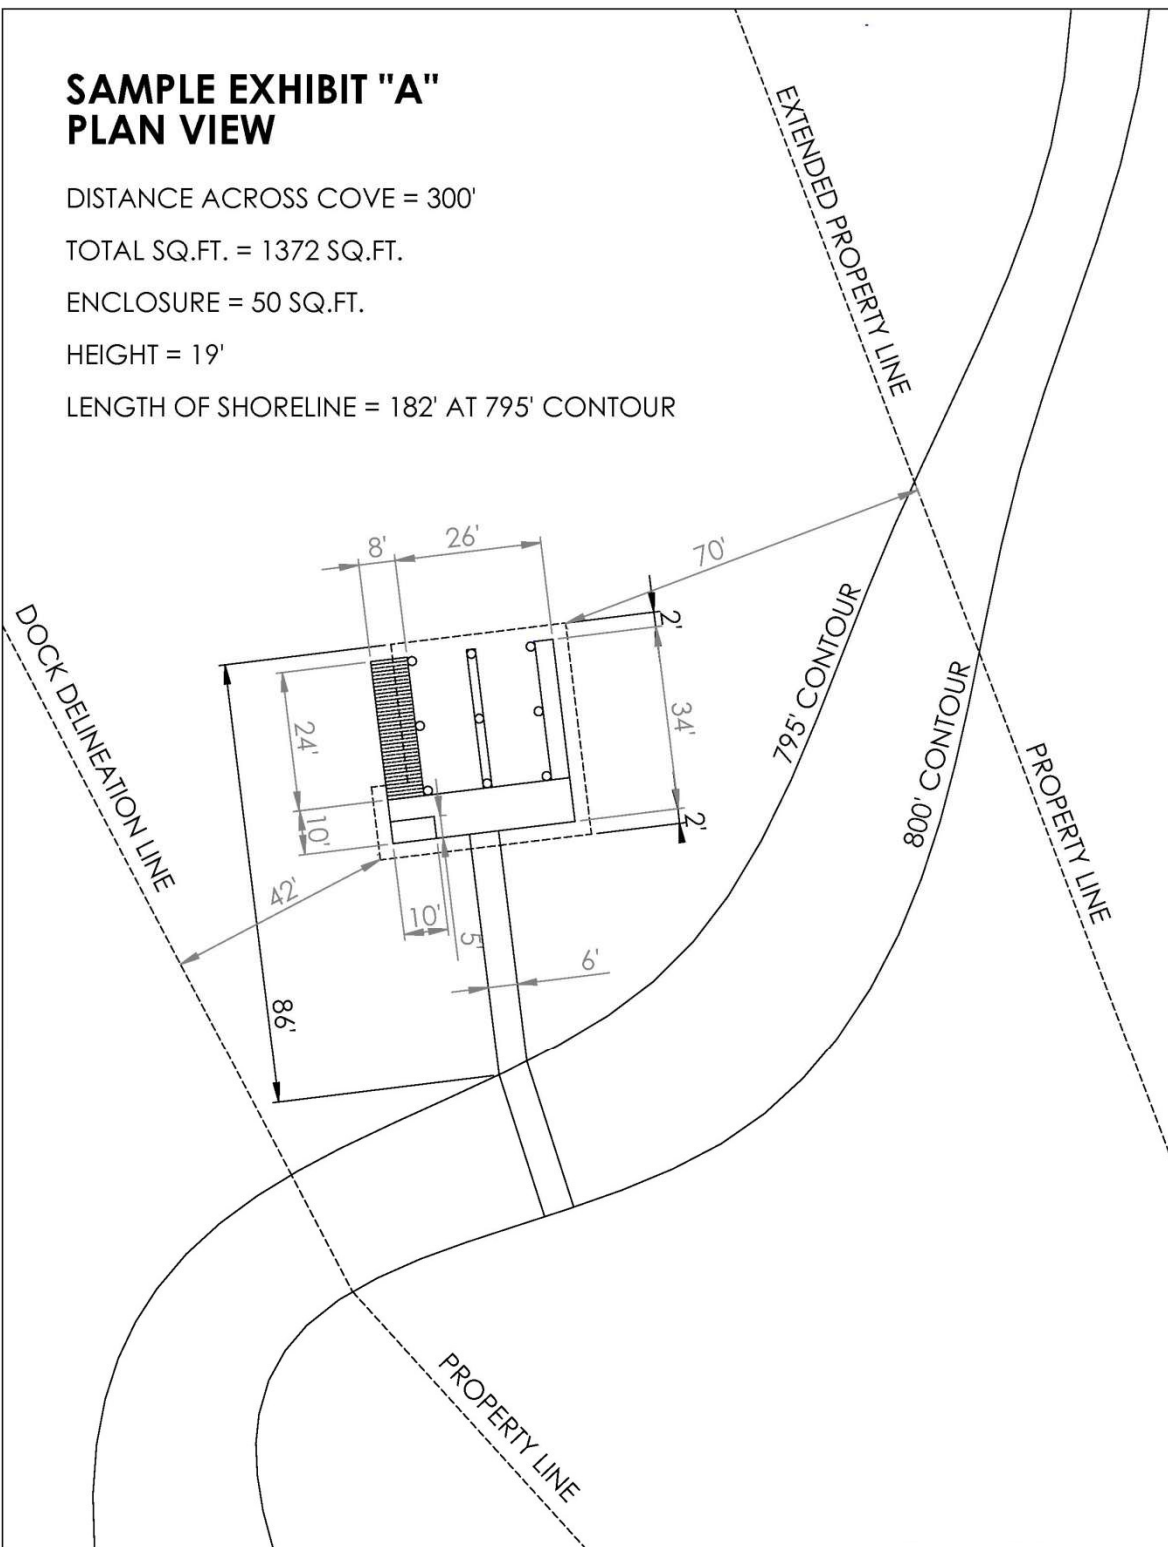 SAMPLE EXHIBIT "A"
PLAN VIEW
DISTANCE ACROSS COVE = 300'
TOTAL SQ.FT. = 1372 SQ.FT.
ENCLOSURE = 50 SQ.FT.
HEIGHT = 19'
LENGTH OF SHORELINE = 182' AT 795' CONTOUR
EXTENDED PROPERTY LINE
8'
26'
70'
2'
DOCK DELINEATION LINE
795' CONTOUR
800' CONTOUR
24'
34'
PROPERTY LINE
10'
2'
42'
10'
5'
6'
86'
PROPERTY LINE